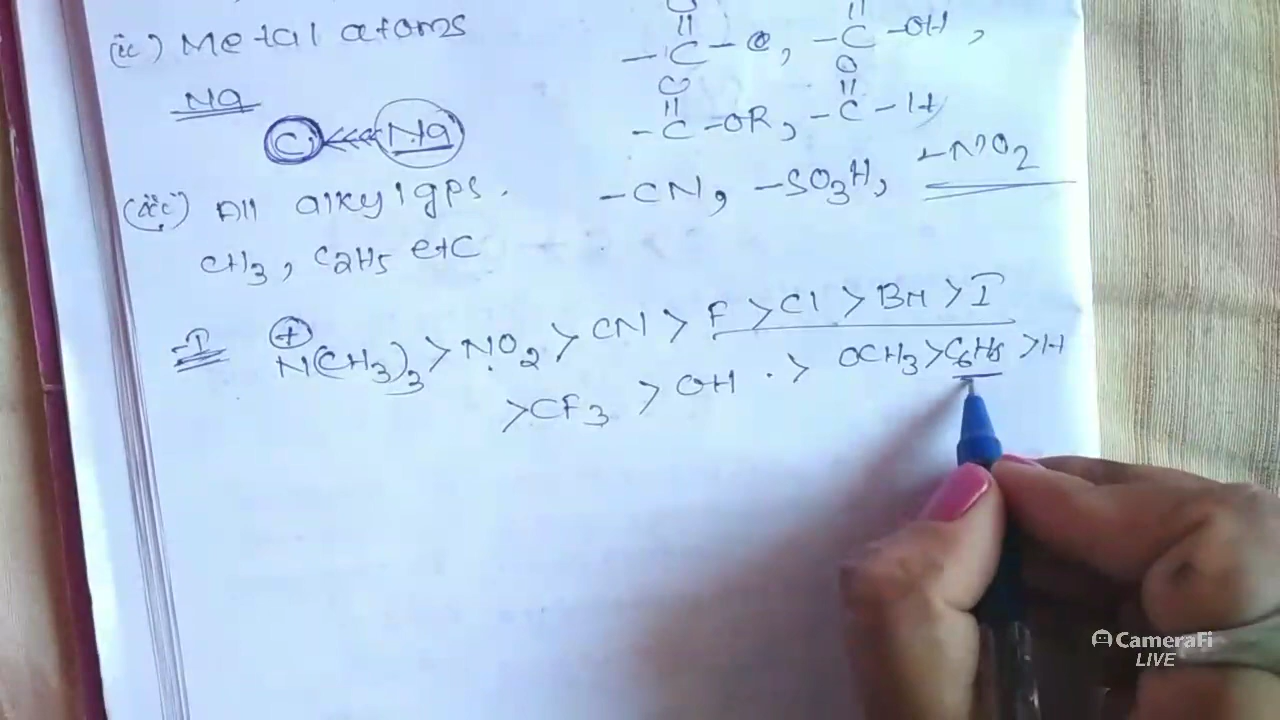 (ii) Metal atoms
Na
C ← Na
(iii) All alkyl gps.
CH3, C2H5 etc
O
||
-C-Cl, -C-OH,
O O
|| ||
-C-OR, -C-H
-CN, -SO3H, -NO2
-I ⊕
N(CH3)3 > NO2 > CN > F > Cl > Br > I
> CF3 > OH . > OCH3 > C6H5 > H
CameraFi
LIVE